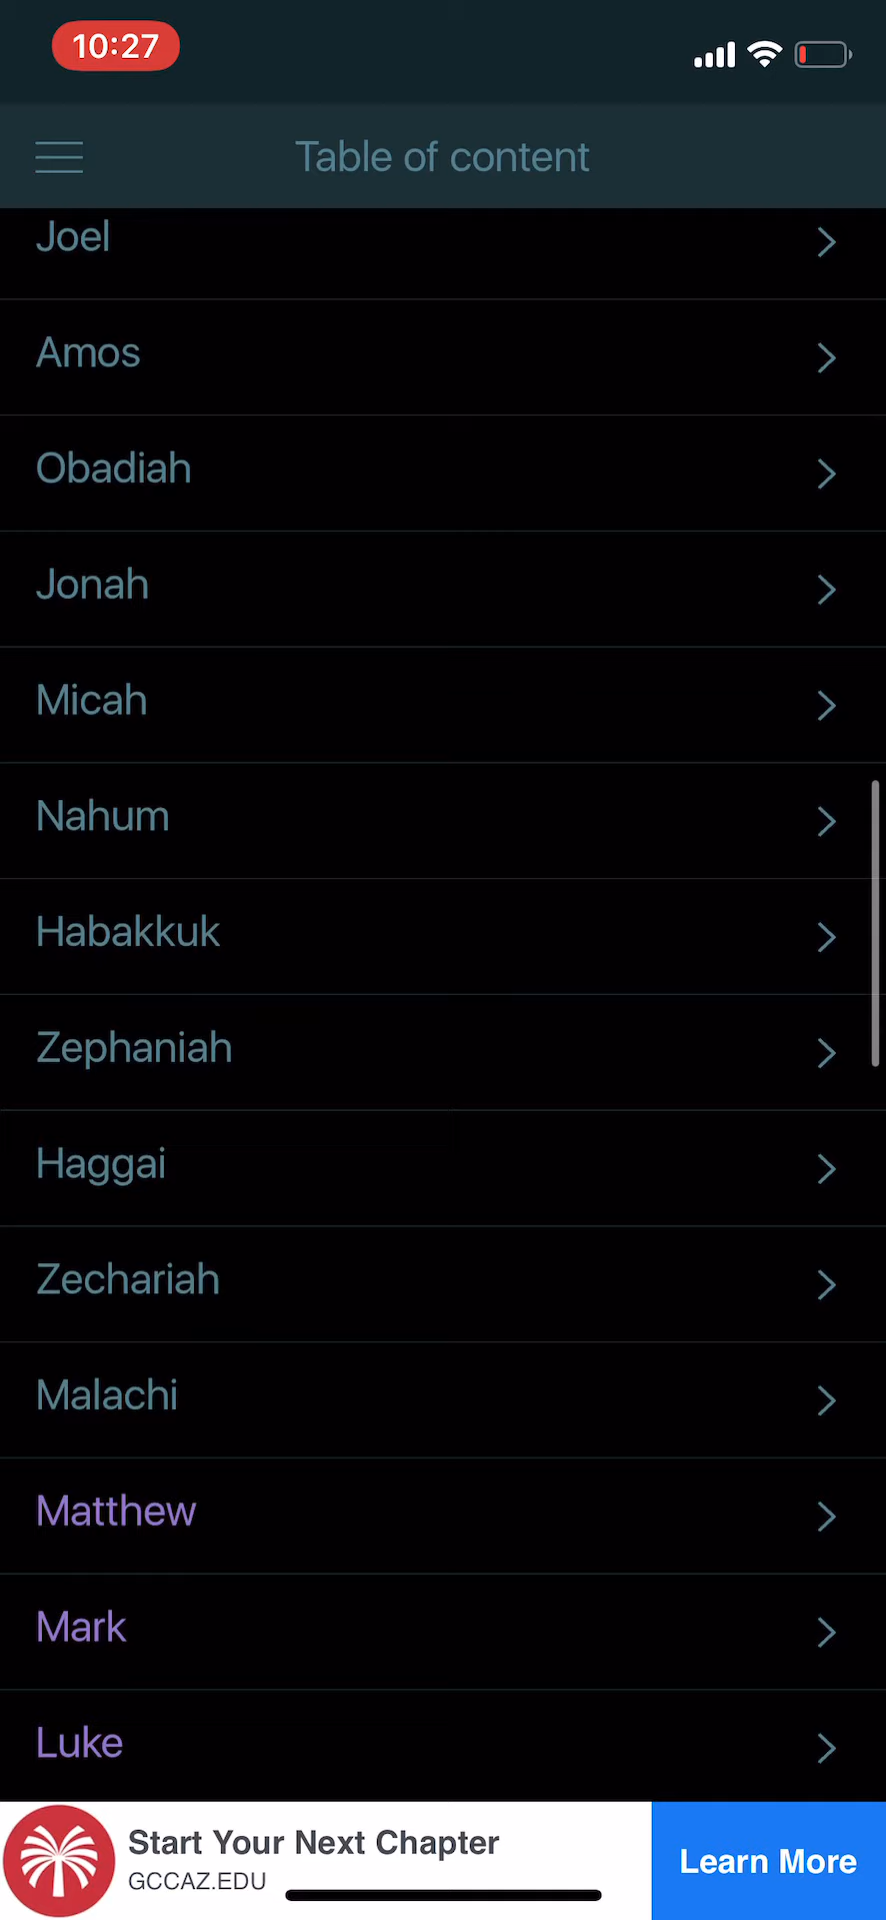 10:27
Table of content
Joel
Amos
Obadiah
Jonah
Micah
Nahum
Habakkuk
Zephaniah
Haggai
Zechariah
Malachi
Matthew
Mark
Luke
Start Your Next Chapter
GCCAZ.EDU
Learn More